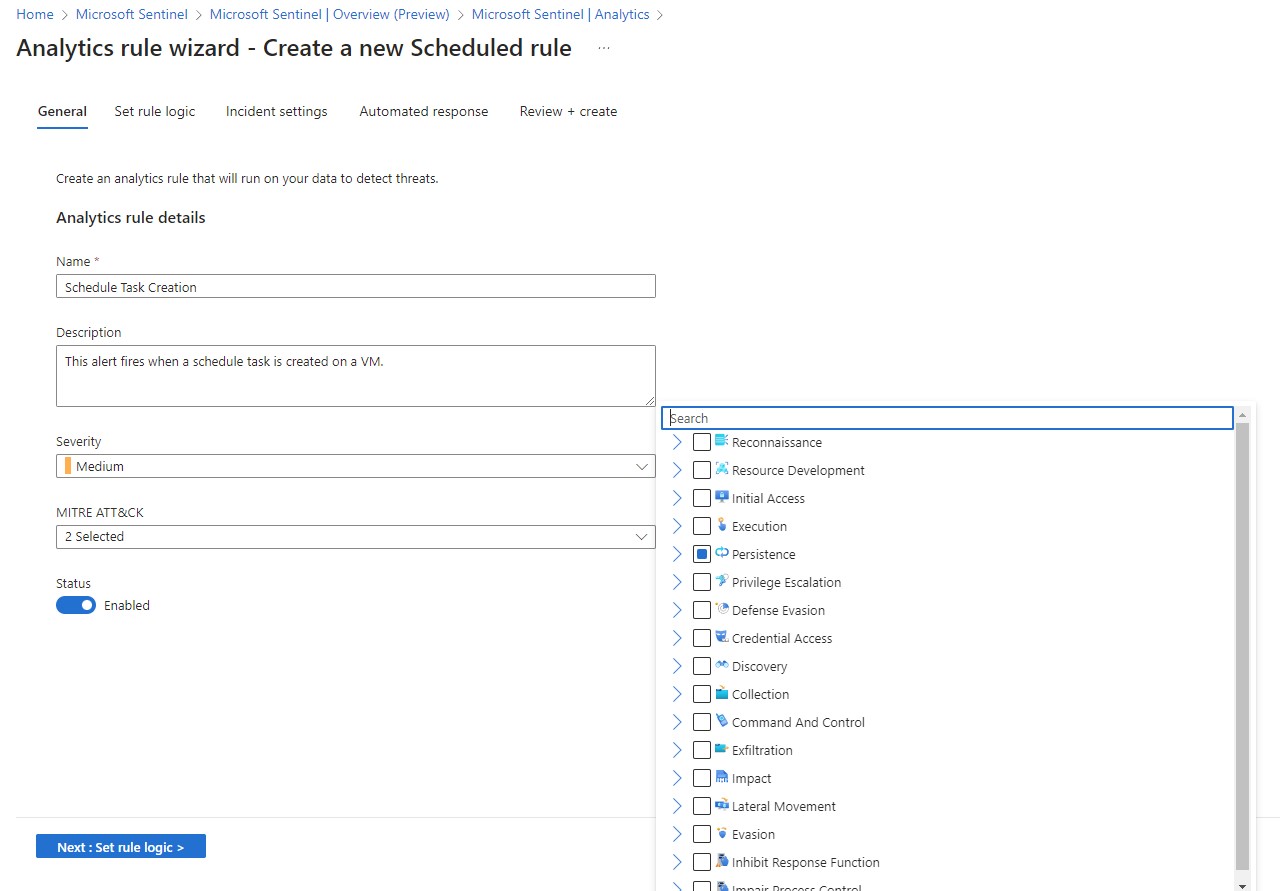 Home > Microsoft Sentinel > Microsoft Sentinel | Overview (Preview) > Microsoft Sentinel | Analytics >
Analytics rule wizard - Create a new Scheduled rule ...
General Set rule logic Incident settings Automated response Review + create
Create an analytics rule that will run on your data to detect threats.
Analytics rule details
Name *
Schedule Task Creation
Description
This alert fires when a schedule task is created on a VM.
Severity
Medium
MITRE ATT&CK
2 Selected
Status
Enabled
Search
Reconnaissance
Resource Development
Initial Access
Execution
Persistence
Privilege Escalation
Defense Evasion
Credential Access
Discovery
Collection
Command And Control
Exfiltration
Impact
Lateral Movement
Evasion
Inhibit Response Function
Impair Process Control
Next : Set rule logic >